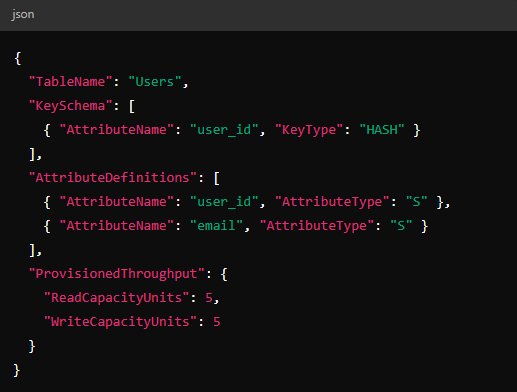 json
{
  "TableName": "Users",
  "KeySchema": [
    { "AttributeName": "user_id", "KeyType": "HASH" }
  ],
  "AttributeDefinitions": [
    { "AttributeName": "user_id", "AttributeType": "S" },
    { "AttributeName": "email", "AttributeType": "S" }
  ],
  "ProvisionedThroughput": {
    "ReadCapacityUnits": 5,
    "WriteCapacityUnits": 5
  }
}